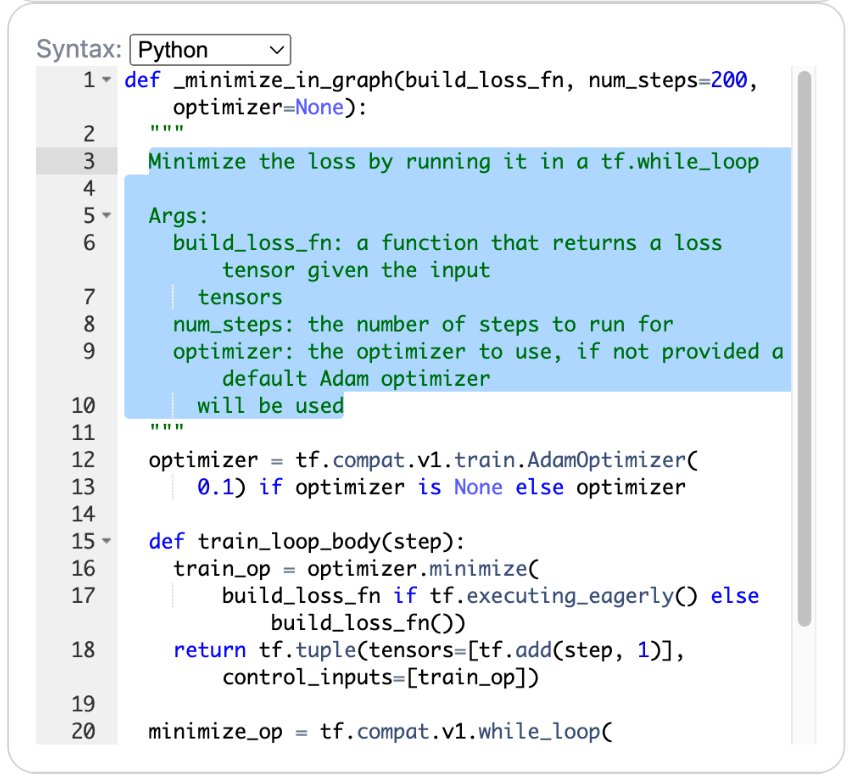 Syntax: Python
1 def _minimize_in_graph(build_loss_fn, num_steps=200,
optimizer=None):
2 """
3 Minimize the loss by running it in a tf.while_loop
4
5 Args:
6 build_loss_fn: a function that returns a loss
tensor given the input
7 tensors
8 num_steps: the number of steps to run for
9 optimizer: the optimizer to use, if not provided a
default Adam optimizer
10 will be used
11 """
12 optimizer = tf.compat.v1.train.AdamOptimizer(
13 0.1) if optimizer is None else optimizer
14
15 def train_loop_body(step):
16 train_op = optimizer.minimize(
17 build_loss_fn if tf.executing_eagerly() else
build_loss_fn())
18 return tf.tuple(tensors=[tf.add(step, 1)],
control_inputs=[train_op])
19
20 minimize_op = tf.compat.v1.while_loop(